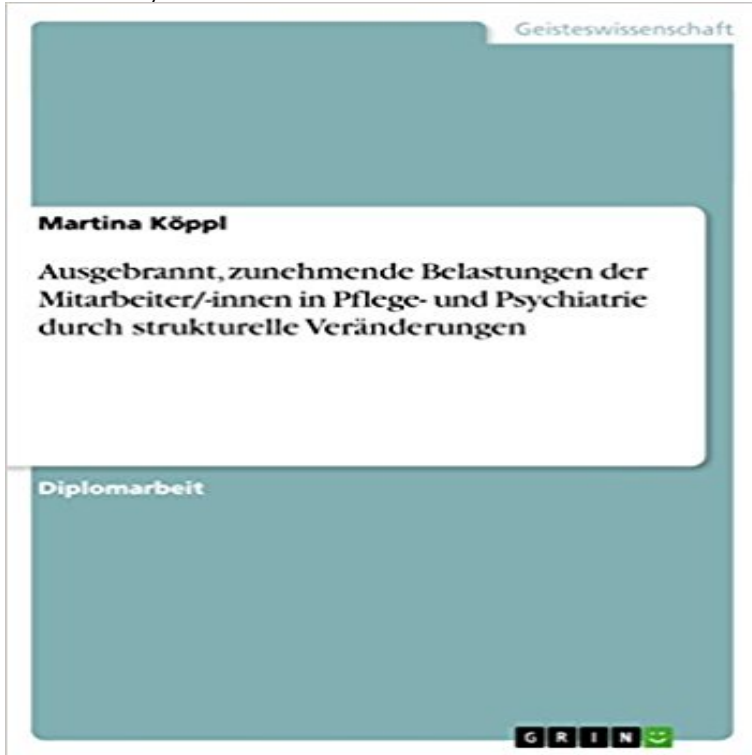 Geisteswissenschaft
Martina Köppl
Ausgebrannt, zunehmende Belastungen der
Mitarbeiter/-innen in Pflege- und Psychiatrie
durch strukturelle Veränderungen
Diplomarbeit
GRIN